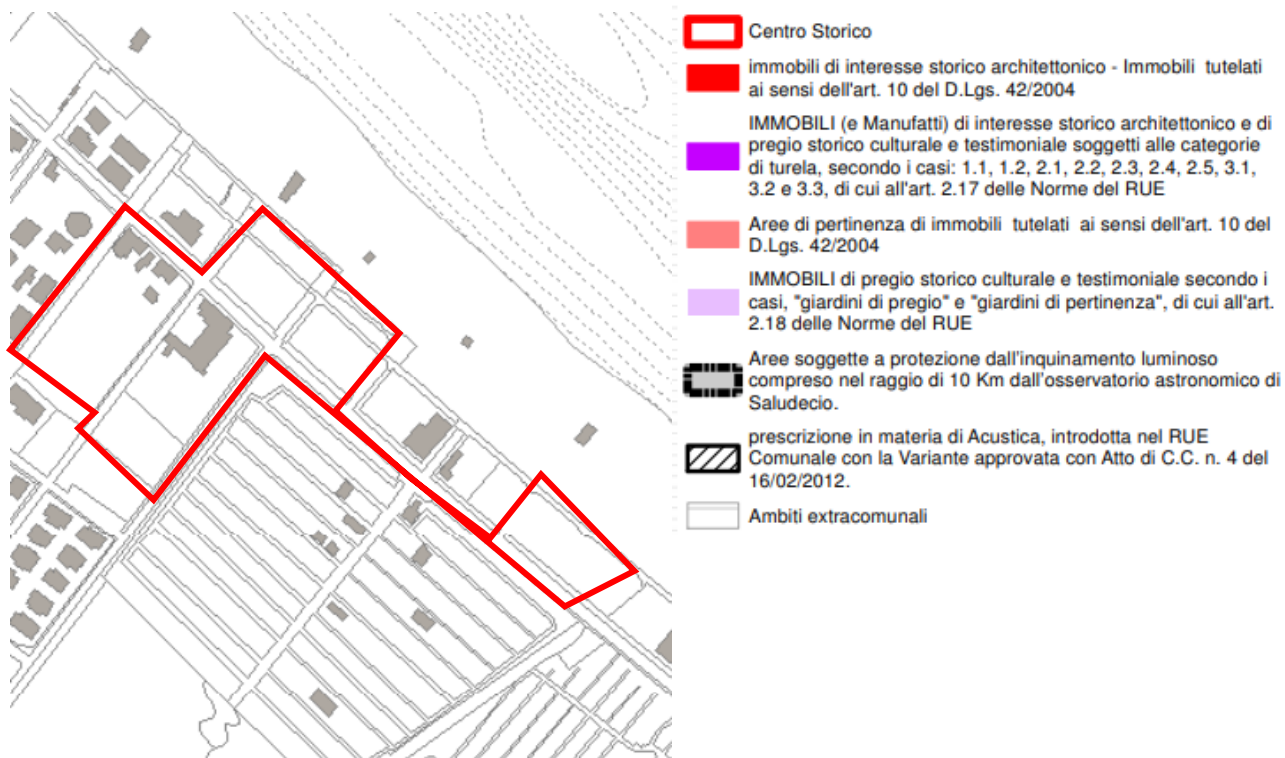 Centro Storico
immobili di interesse storico architettonico - Immobili tutelati
ai sensi dell'art. 10 del D.Lgs. 42/2004
IMMOBILI (e Manufatti) di interesse storico architettonico e di
pregio storico culturale e testimoniale soggetti alle categorie
di turela, secondo i casi: 1.1, 1.2, 2.1, 2.2, 2.3, 2.4, 2.5, 3.1,
3.2 e 3.3, di cui all'art. 2.17 delle Norme del RUE
Aree di pertinenza di immobili tutelati ai sensi dell'art. 10 del
D.Lgs. 42/2004
IMMOBILI di pregio storico culturale e testimoniale secondo i
casi, "giardini di pregio" e "giardini di pertinenza", di cui all'art.
2.18 delle Norme del RUE
Aree soggette a protezione dall'inquinamento luminoso
compreso nel raggio di 10 Km dall'osservatorio astronomico di
Saludecio.
prescrizione in materia di Acustica, introdotta nel RUE
Comunale con la Variante approvata con Atto di C.C. n. 4 del
16/02/2012.
Ambiti extracomunali